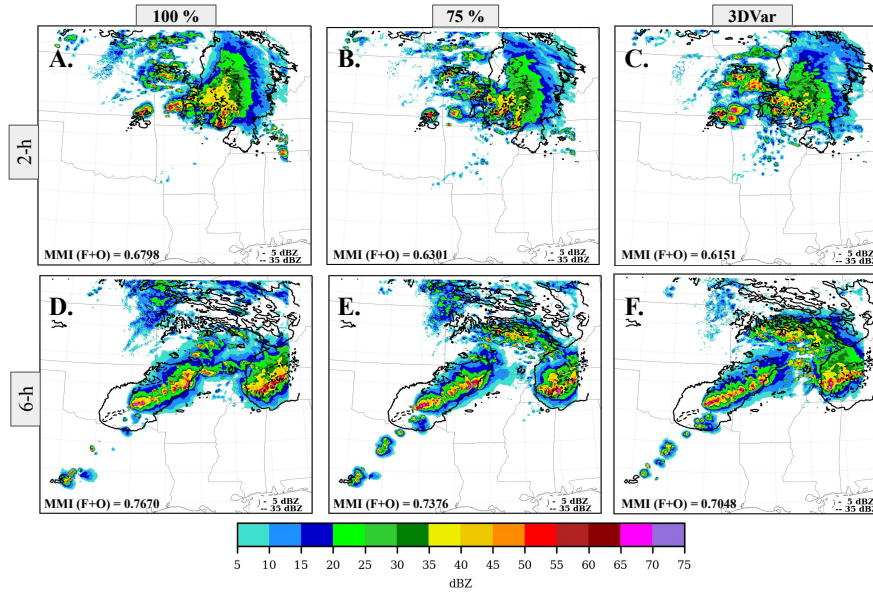 100 %
75 %
3DVar
2-h
A.
B.
C.
MMI (F+O) = 0.6798
- 5 dBZ
-- 35 dBZ
MMI (F+O) = 0.6301
- 5 dBZ
-- 35 dBZ
MMI (F+O) = 0.6151
- 5 dBZ
-- 35 dBZ
6-h
D.
E.
F.
MMI (F+O) = 0.7670
- 5 dBZ
-- 35 dBZ
MMI (F+O) = 0.7376
- 5 dBZ
-- 35 dBZ
MMI (F+O) = 0.7048
- 5 dBZ
-- 35 dBZ
5 10 15 20 25 30 35 40 45 50 55 60 65 70 75
dBZ